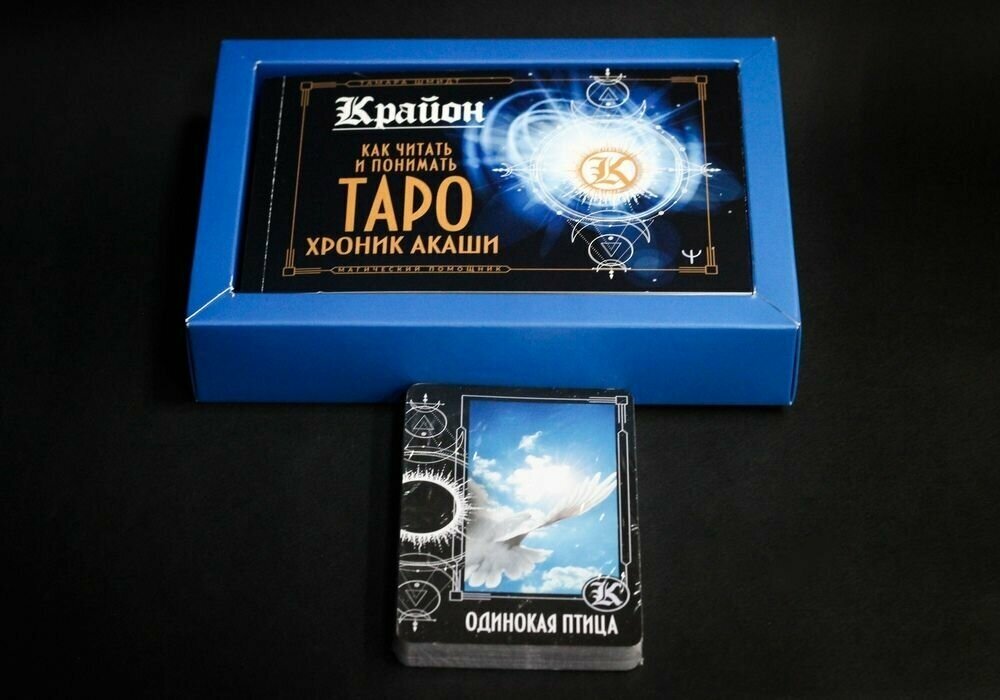 ТАМАРА ШМИДТ
Крайон
КАК ЧИТАТЬ
И ПОНИМАТЬ
ТАРО
ХРОНИК АКАШИ
МАГИЧЕСКИЙ ПОМОЩНИК
К
К
ОДИНОКАЯ ПТИЦА